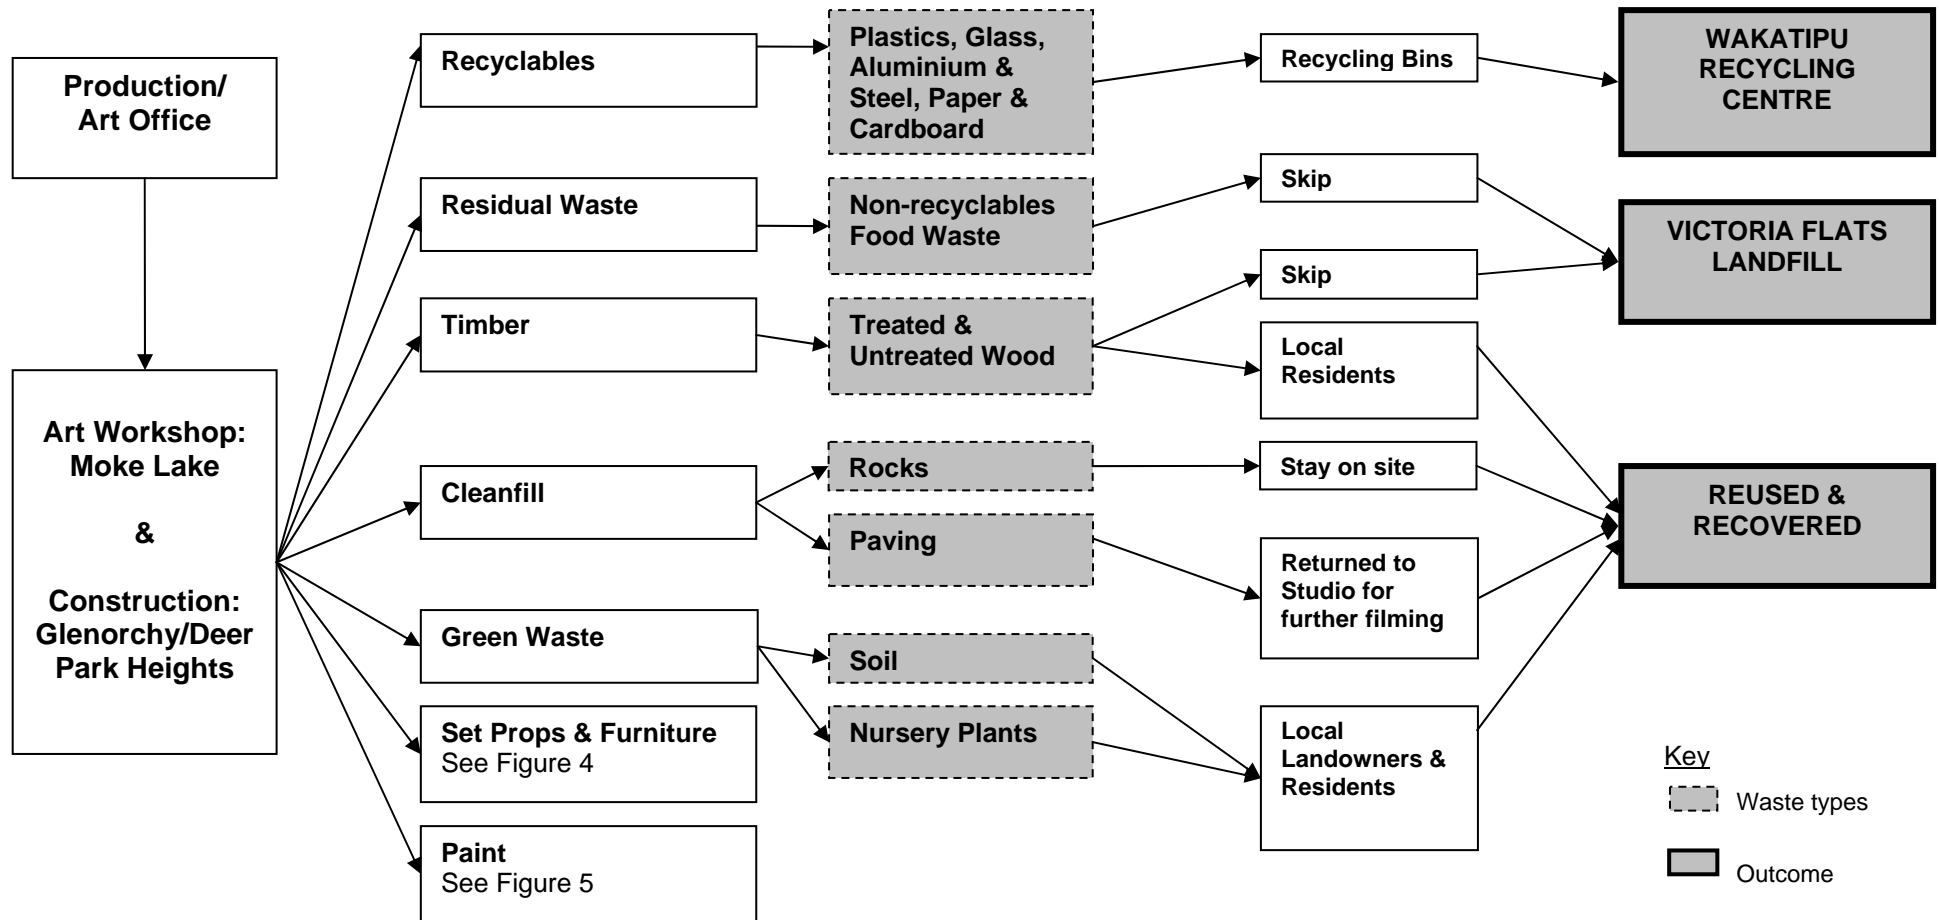 Production/
Art Office
Art Workshop:
Moke Lake
&
Construction:
Glenorchy/Deer
Park Heights
Recyclables
Residual Waste
Timber
Cleanfill
Green Waste
Set Props & Furniture
See Figure 4
Paint
See Figure 5
Plastics, Glass,
Aluminium &
Steel, Paper &
Cardboard
Non-recyclables
Food Waste
Treated &
Untreated Wood
Rocks
Paving
Soil
Nursery Plants
Recycling Bins
Skip
Skip
Local
Residents
Stay on site
Returned to
Studio for
further filming
Local
Landowners &
Residents
WAKATIPU
RECYCLING
CENTRE
VICTORIA FLATS
LANDFILL
REUSED &
RECOVERED
Key
Waste types
Outcome